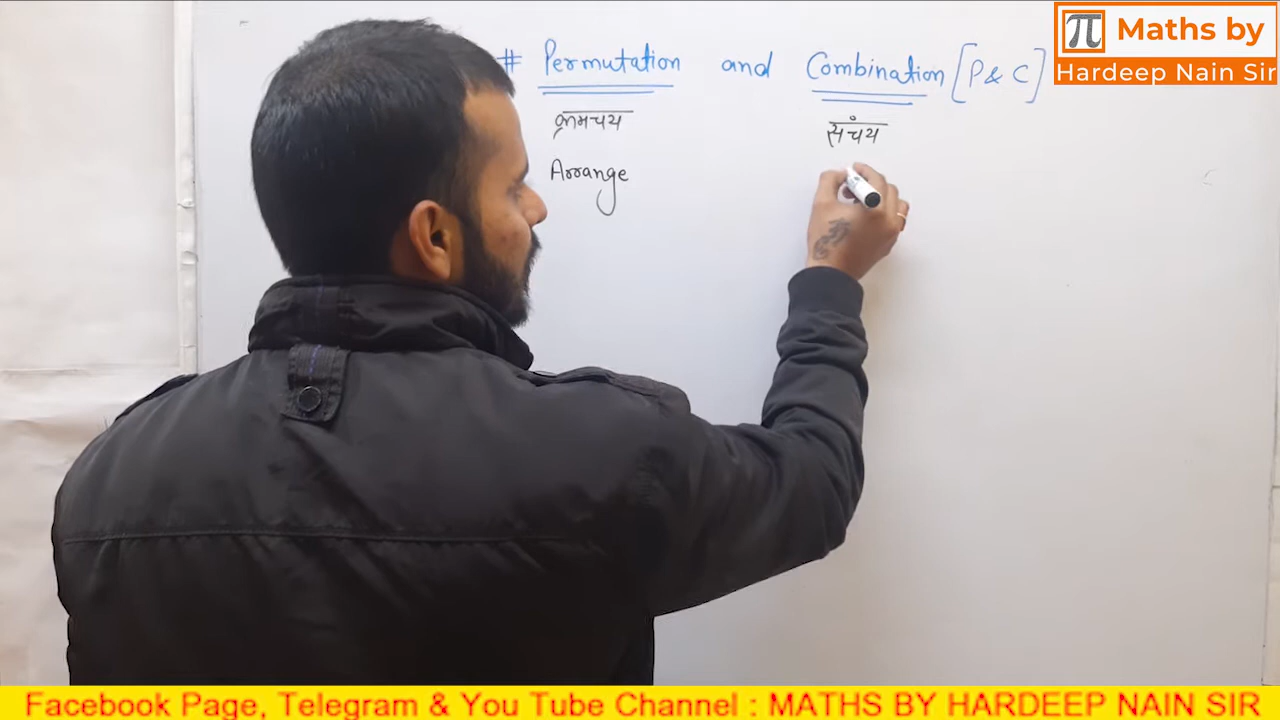 # Permutation and Combination [P & C]
क्रमचय संचय
Arrange
π Maths by
Hardeep Nain Sir
Facebook Page, Telegram & You Tube Channel : MATHS BY HARDEEP NAIN SIR